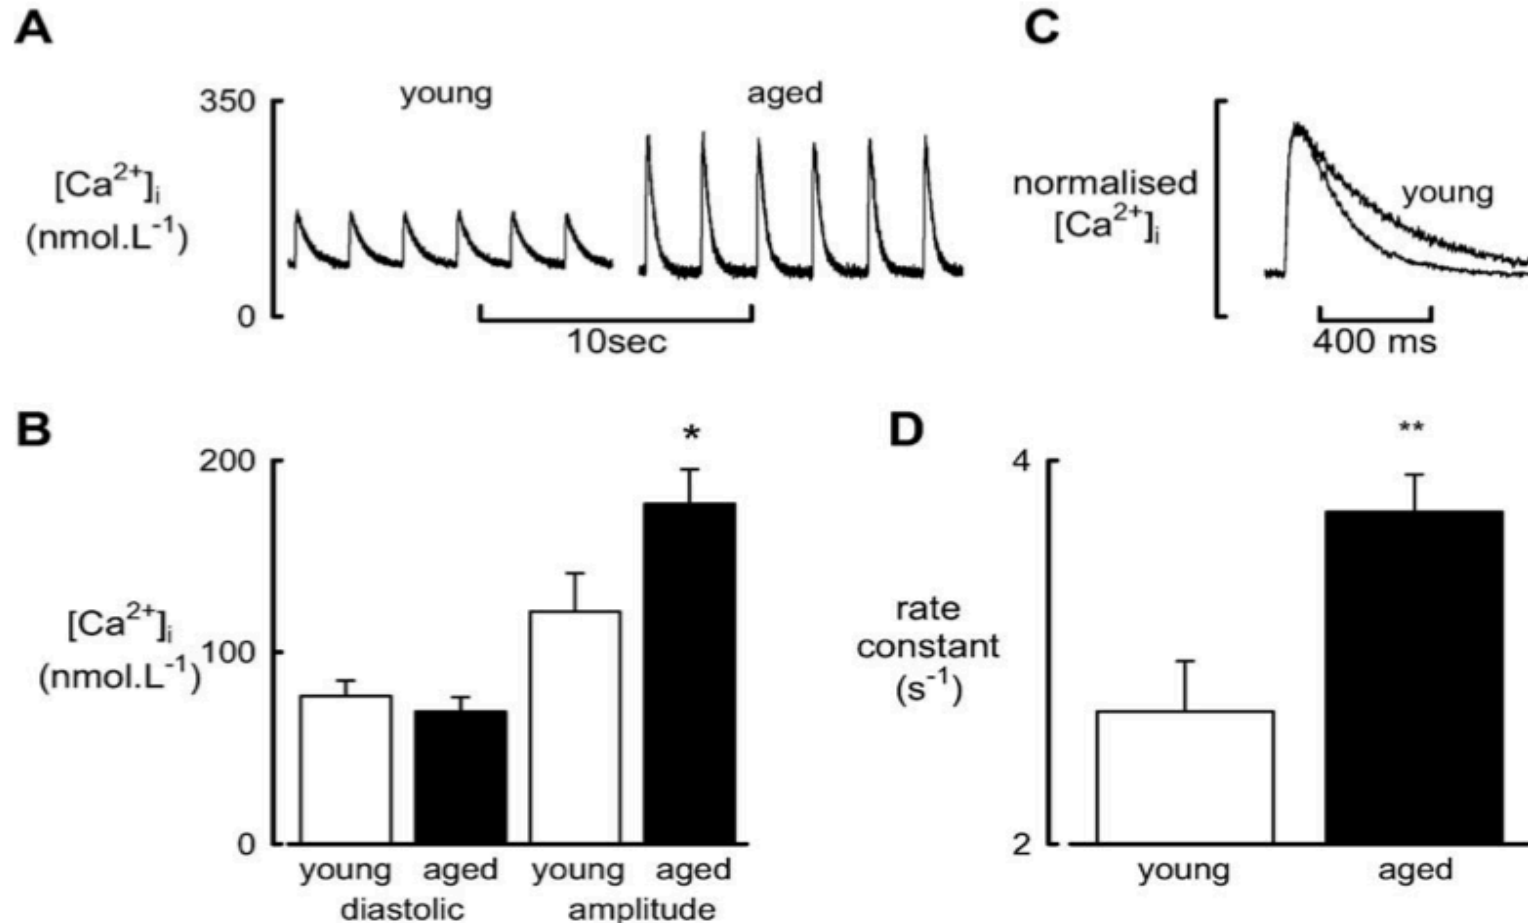 A
young
aged
350
[Ca²⁺]ᵢ
(nmol.L⁻¹)
0
10sec
C
normalised
[Ca²⁺]ᵢ
young
400 ms
B
*
200
[Ca²⁺]ᵢ
(nmol.L⁻¹)
100
0
young aged young aged
diastolic amplitude
D
**
4
rate
constant
(s⁻¹)
2
young aged